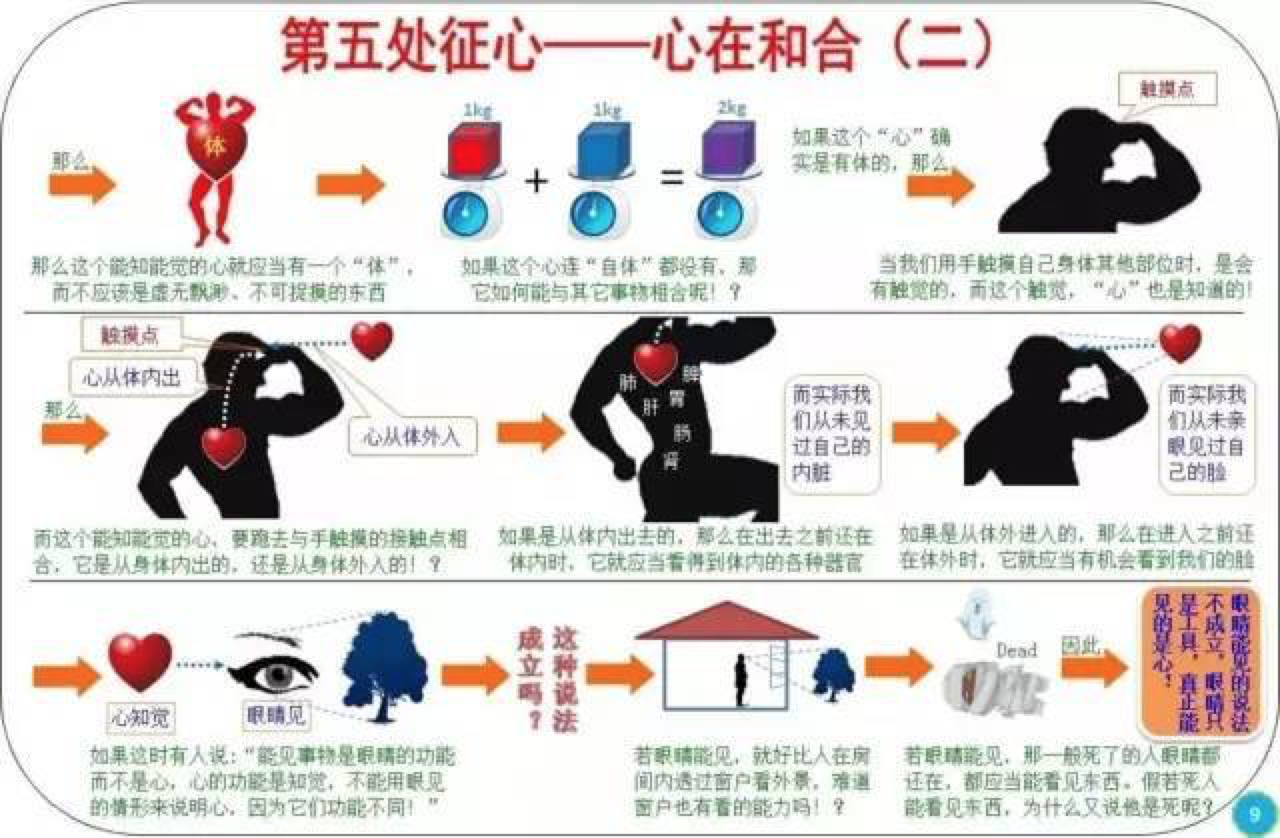 第五处征心——心在和合（二）
那么
体
1kg
1kg
2kg
+
=
如果这个“心”确
实是有体的，那么
触摸点
那么这个能知能觉的心就应当有一个“体”，
而不应该是虚无飘渺、不可捉摸的东西
如果这个心连“自体”都没有、那
它如何能与其它事物相合呢！？
当我们用手触摸自己身体其他部位时，是会
有触觉的，而这个触觉，“心”也是知道的！
触摸点
心从体内出
那么
心从体外入
肺
脾
胃
肝
肠
肾
而实际我
们从未见
过自己的
内脏
而实际我
们从未亲
眼见过自
己的脸
而这个能知能觉的心、要跑去与手触摸的接触点相
合，它是从身体内出的，还是从身体外入的！？
如果是从体内出去的，那么在出去之前还在
体内时，它就应当看得到体内的各种器官
如果是从体外进入的，那么在进入之前还
在体外时，它就应当有机会看到我们的脸
心知觉
眼睛见
这种说法
成立吗？
Dead
因此
眼睛能见的说法
不成立，眼睛只
是工具，真正能
见的是心！
如果这时有人说：“能见事物是眼睛的功能
而不是心，心的功能是知觉，不能用眼见
的情形来说明心，因为它们功能不同！”
若眼睛能见，就好比人在房
间内透过窗户看外景，难道
窗户也有看的能力吗！？
若眼睛能见，那一般死了的人眼睛都
还在，都应当能看见东西。假若死人
能看见东西，为什么又说他是死呢？
9